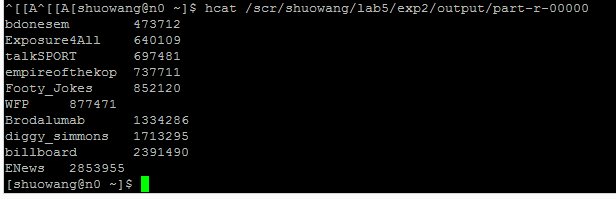 ^[[A^[[A[shuowang@n0 ~]$ hcat /scr/shuowang/lab5/exp2/output/part-r-00000
bdonesem        473712
Exposure4All    640109
talkSPORT       697481
empireofthekop  737711
Footy_Jokes     852120
WFP     877471
Brodalumab      1334286
diggy_simmons   1713295
billboard       2391490
ENews   2853955
[shuowang@n0 ~]$